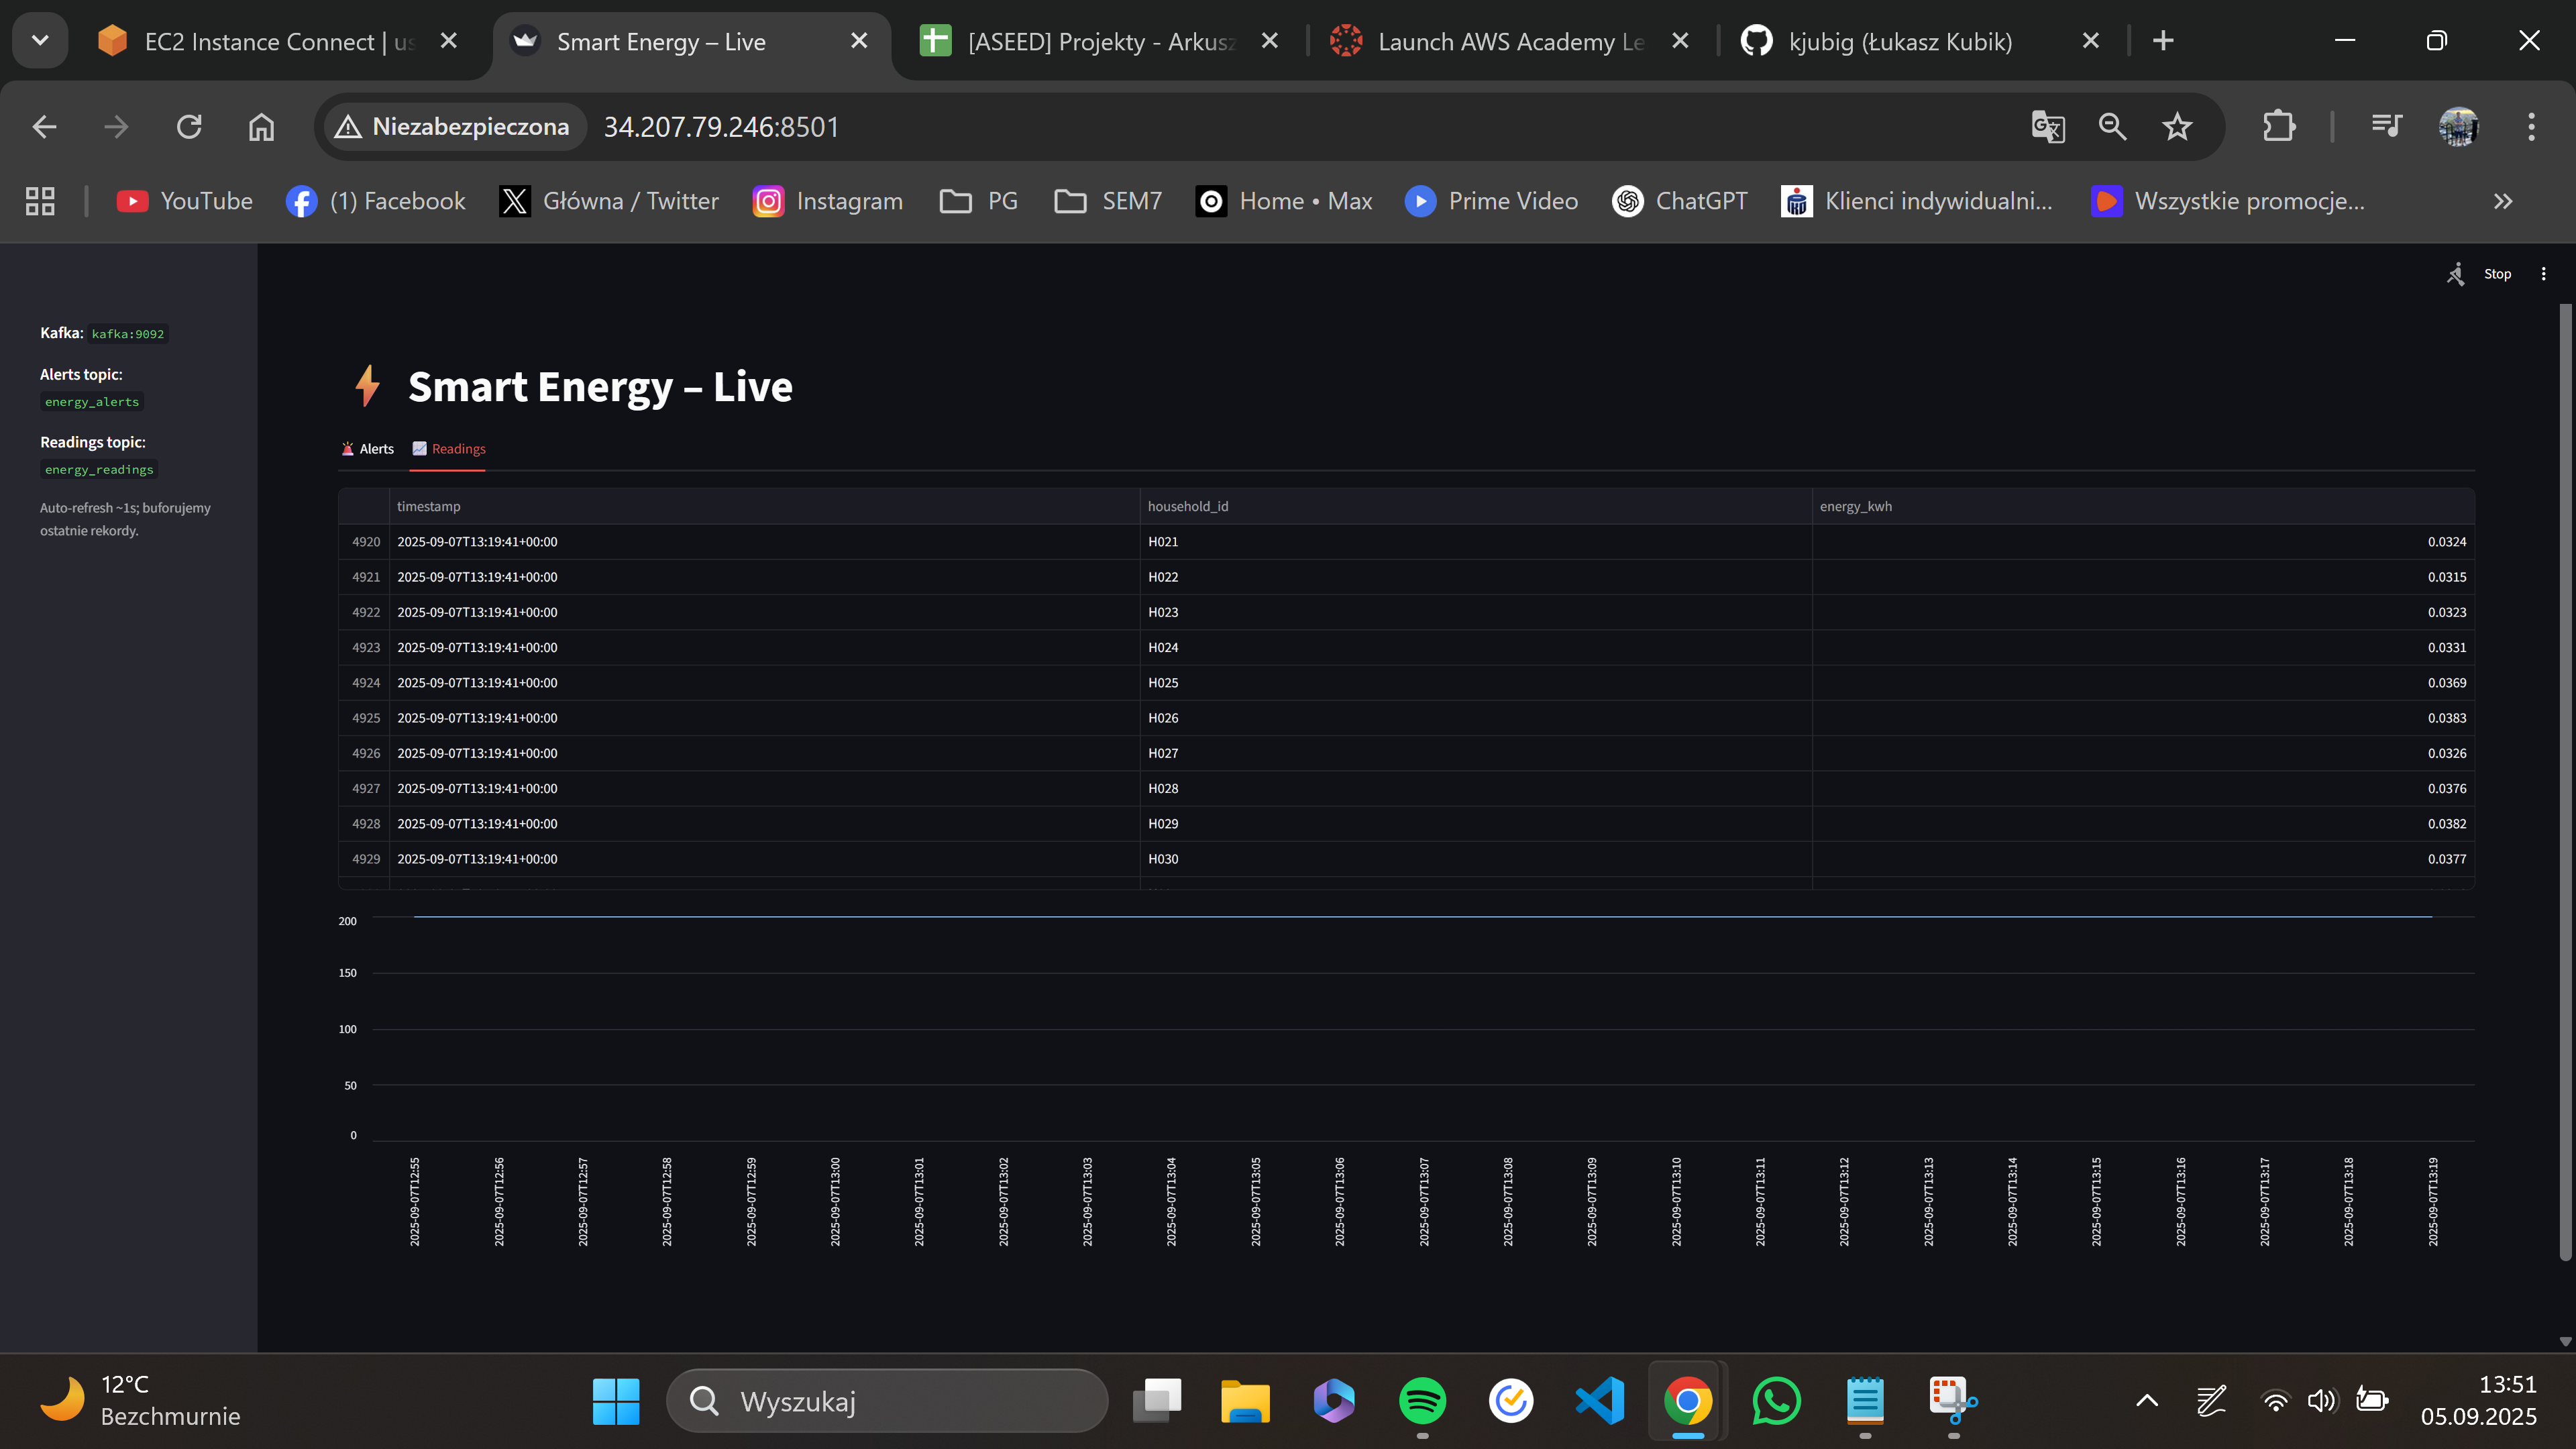 EC2 Instance Connect | us
Smart Energy – Live
[ASEED] Projekty - Arkusz
Launch AWS Academy Le
kjubig (Łukasz Kubik)
Niezabezpieczona
34.207.79.246:8501
YouTube
(1) Facebook
Główna / Twitter
Instagram
PG
SEM7
Home • Max
Prime Video
ChatGPT
Klienci indywidualni...
Wszystkie promocje...
Stop
Kafka: kafka:9092
Alerts topic:
energy_alerts
Readings topic:
energy_readings
Auto-refresh ~1s; buforujemy
ostatnie rekordy.
Smart Energy – Live
Alerts
Readings
timestamp household_id energy_kwh
4920 2025-09-07T13:19:41+00:00 H021 0.0324
4921 2025-09-07T13:19:41+00:00 H022 0.0315
4922 2025-09-07T13:19:41+00:00 H023 0.0323
4923 2025-09-07T13:19:41+00:00 H024 0.0331
4924 2025-09-07T13:19:41+00:00 H025 0.0369
4925 2025-09-07T13:19:41+00:00 H026 0.0383
4926 2025-09-07T13:19:41+00:00 H027 0.0326
4927 2025-09-07T13:19:41+00:00 H028 0.0376
4928 2025-09-07T13:19:41+00:00 H029 0.0382
4929 2025-09-07T13:19:41+00:00 H030 0.0377
200
150
100
50
0
2025-09-07T12:55
2025-09-07T12:56
2025-09-07T12:57
2025-09-07T12:58
2025-09-07T12:59
2025-09-07T13:00
2025-09-07T13:01
2025-09-07T13:02
2025-09-07T13:03
2025-09-07T13:04
2025-09-07T13:05
2025-09-07T13:06
2025-09-07T13:07
2025-09-07T13:08
2025-09-07T13:09
2025-09-07T13:10
2025-09-07T13:11
2025-09-07T13:12
2025-09-07T13:13
2025-09-07T13:14
2025-09-07T13:15
2025-09-07T13:16
2025-09-07T13:17
2025-09-07T13:18
2025-09-07T13:19
12°C
Bezchmurnie
Wyszukaj
13:51
05.09.2025